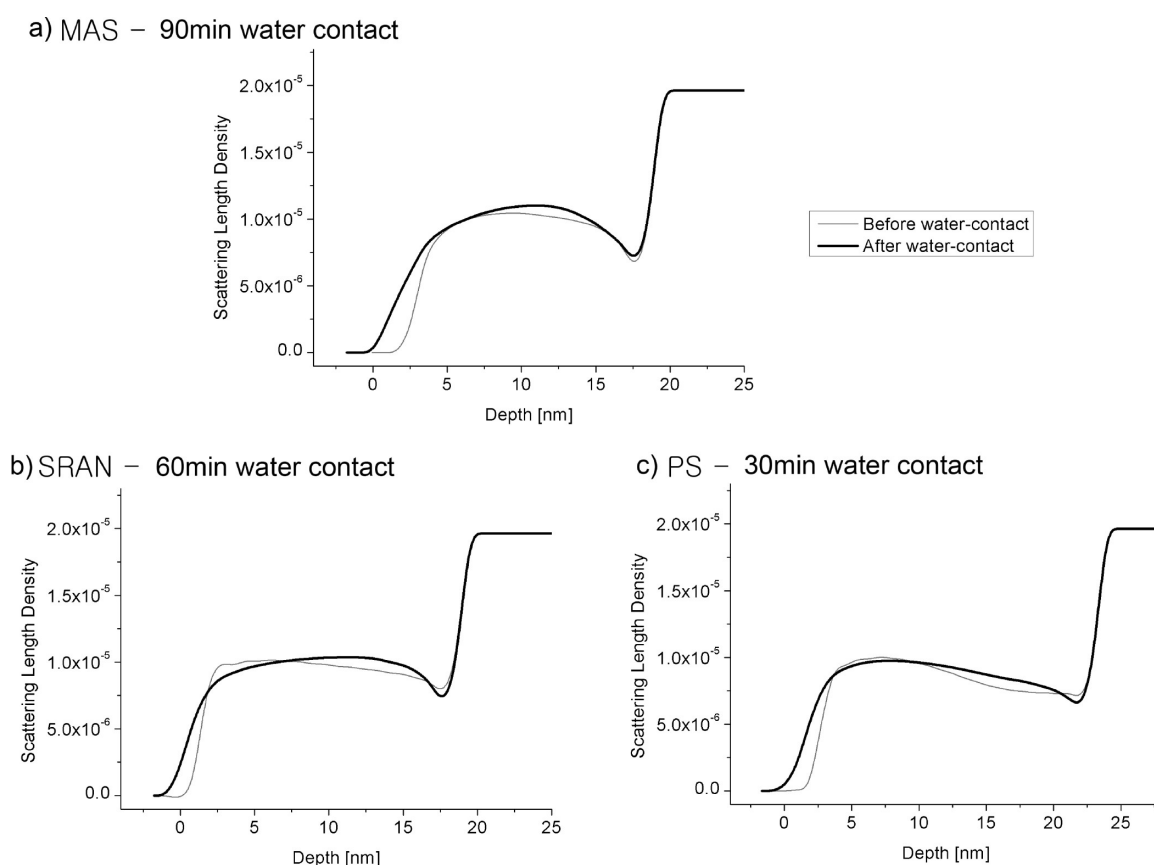 a) MAS – 90min water contact
2.0x10⁻⁵
1.5x10⁻⁵
1.0x10⁻⁵
5.0x10⁻⁶
0.0
Scattering Length Density
0 5 10 15 20 25
Depth [nm]
Before water-contact
After water-contact
b) SRAN – 60min water contact
2.0x10⁻⁵
1.5x10⁻⁵
1.0x10⁻⁵
5.0x10⁻⁶
0.0
Scattering Length Density
0 5 10 15 20 25
Depth [nm]
c) PS – 30min water contact
2.0x10⁻⁵
1.5x10⁻⁵
1.0x10⁻⁵
5.0x10⁻⁶
0.0
Scattering Length Density
0 5 10 15 20 25
Depth [nm]